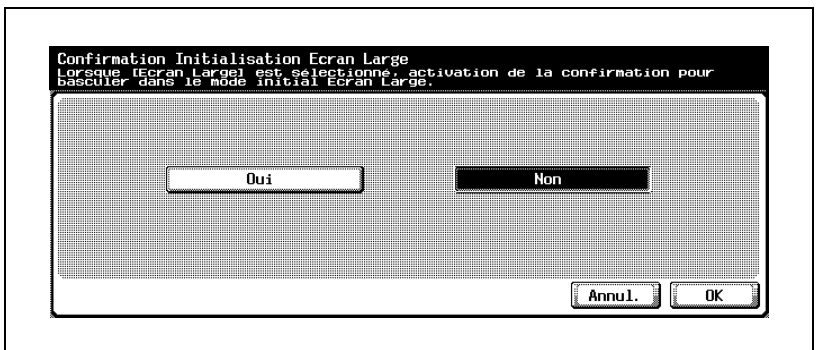 Confirmation Initialisation Ecran Large
Lorsque [Ecran Large] est sélectionné, activation de la confirmation pour
basculer dans le mode initial Ecran Large.
Oui
Non
Annul.
OK